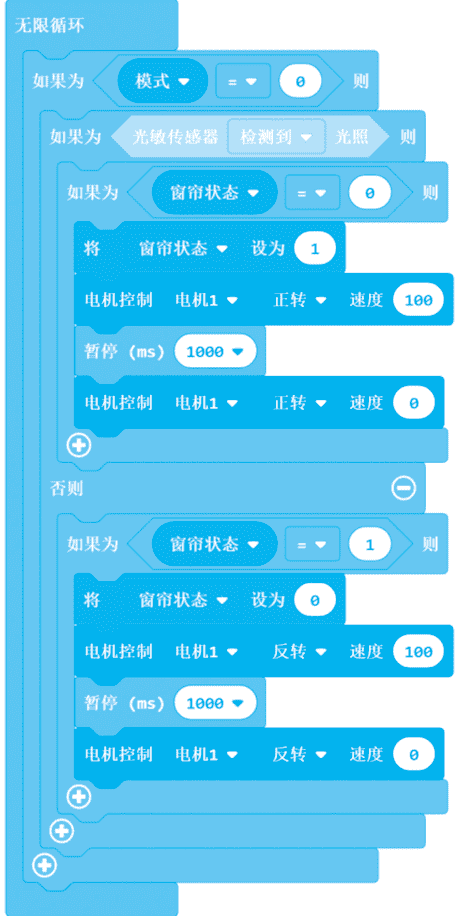 无限循环
如果为 模式 = 0 则
如果为 光敏传感器 检测到 光照 则
如果为 窗帘状态 = 0 则
将 窗帘状态 设为 1
电机控制 电机1 正转 速度 100
暂停 (ms) 1000
电机控制 电机1 正转 速度 0
否则
如果为 窗帘状态 = 1 则
将 窗帘状态 设为 0
电机控制 电机1 反转 速度 100
暂停 (ms) 1000
电机控制 电机1 反转 速度 0